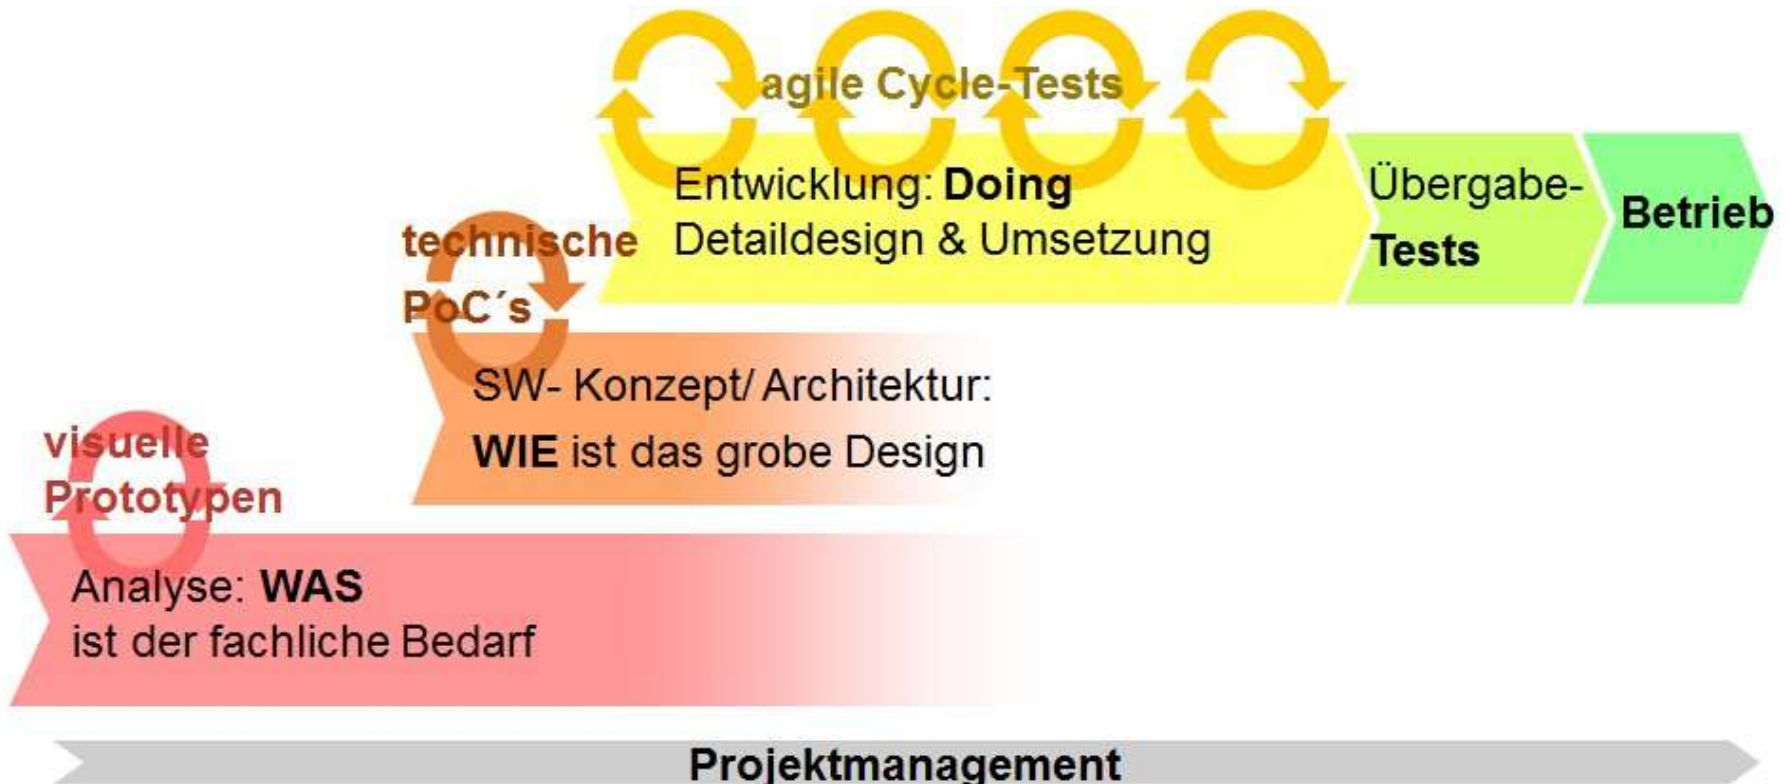 agile Cycle-Tests
Entwicklung: Doing
Detaildesign & Umsetzung
Übergabe-
Tests
Betrieb
technische
PoC´s
SW- Konzept/ Architektur:
WIE ist das grobe Design
visuelle
Prototypen
Analyse: WAS
ist der fachliche Bedarf
Projektmanagement